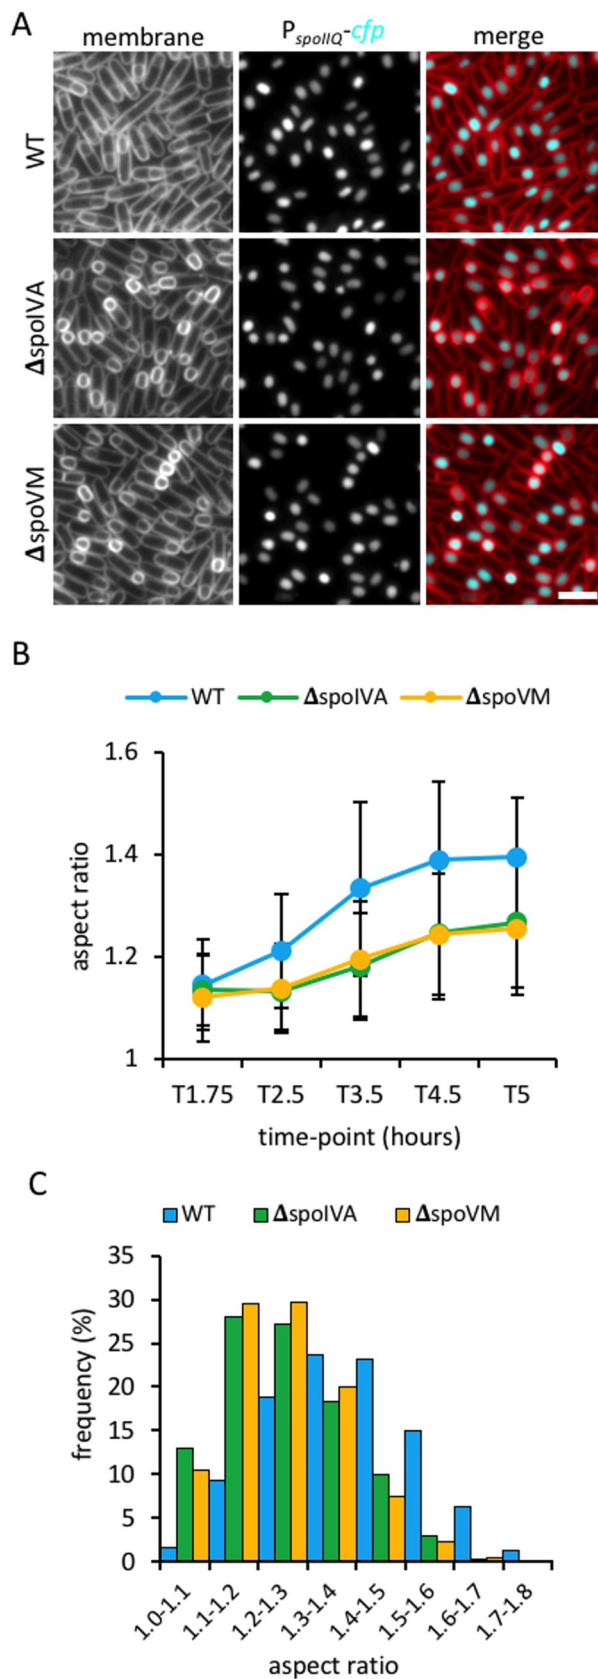 A
membrane
PspoIIQ-cfp
merge
WT
ΔspoIVA
ΔspoVM
B
WT
ΔspoIVA
ΔspoVM
1.6
1.4
1.2
1
aspect ratio
T1.75 T2.5 T3.5 T4.5 T5
time-point (hours)
C
WT
ΔspoIVA
ΔspoVM
35
30
25
20
15
10
5
0
frequency (%)
1.0-1.1 1.1-1.2 1.2-1.3 1.3-1.4 1.4-1.5 1.5-1.6 1.6-1.7 1.7-1.8
aspect ratio